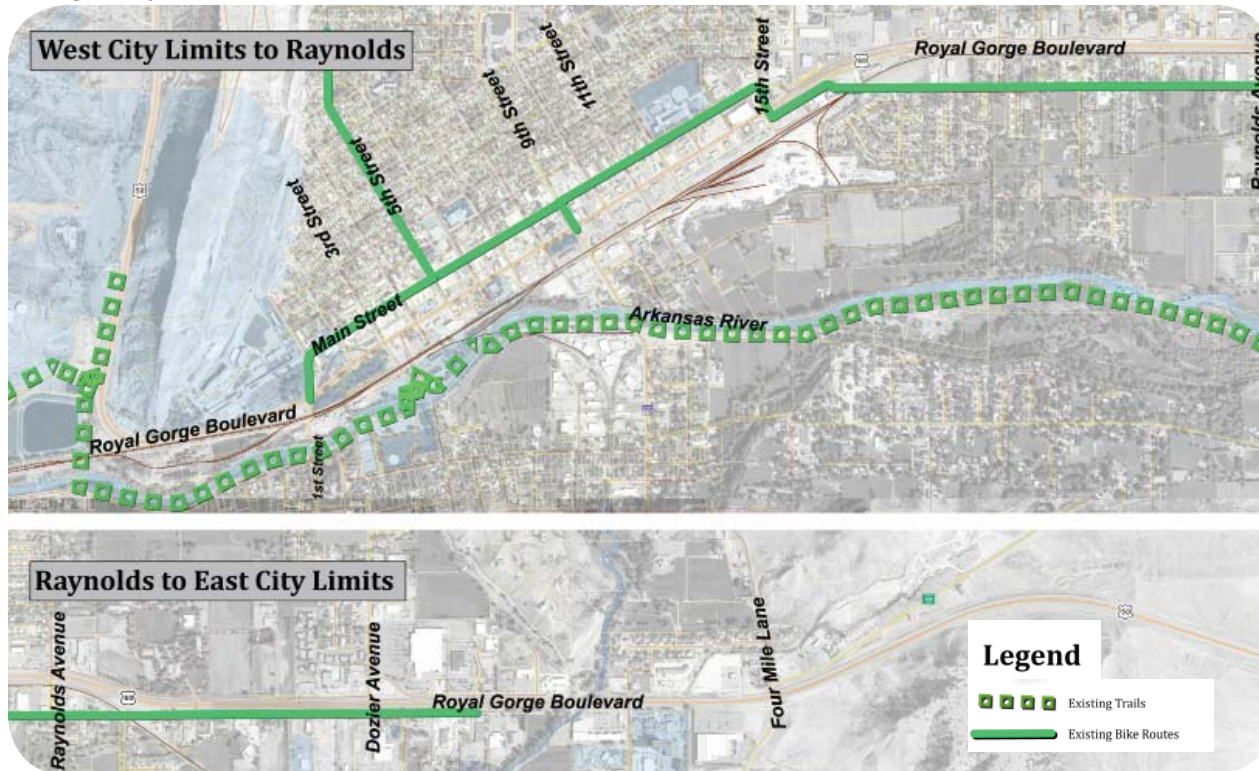 West City Limits to Raynolds
Royal Gorge Boulevard
15th Street
11th Street
9th Street
5th Street
3rd Street
50
Main Street
Arkansas River
Royal Gorge Boulevard
1st Street
Raynolds to East City Limits
Raynolds Avenue
Dozier Avenue
Royal Gorge Boulevard
Four Mile Lane
50
Legend
Existing Trails
Existing Bike Routes